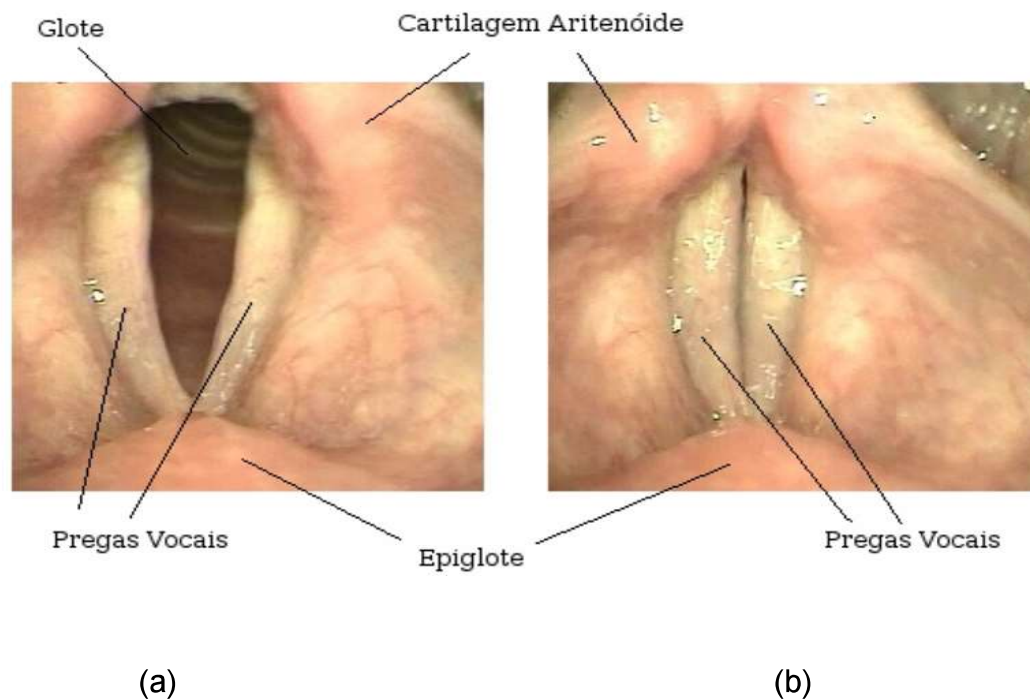 Glote
Cartilagem Aritenóide
Pregas Vocais
Epiglote
Pregas Vocais
(a)
(b)